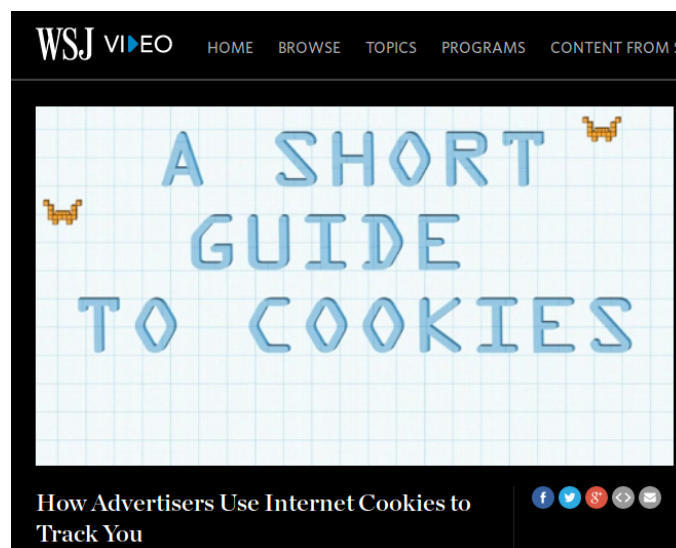 WSJ VIDEO HOME BROWSE TOPICS PROGRAMS CONTENT FROM
A SHORT
GUIDE
TO COOKIES
How Advertisers Use Internet Cookies to
Track You